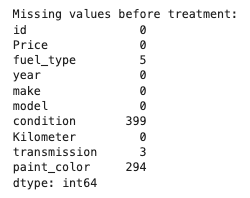 Missing values before treatment:
id 0
Price 0
fuel_type 5
year 0
make 0
model 0
condition 399
Kilometer 0
transmission 3
paint_color 294
dtype: int64